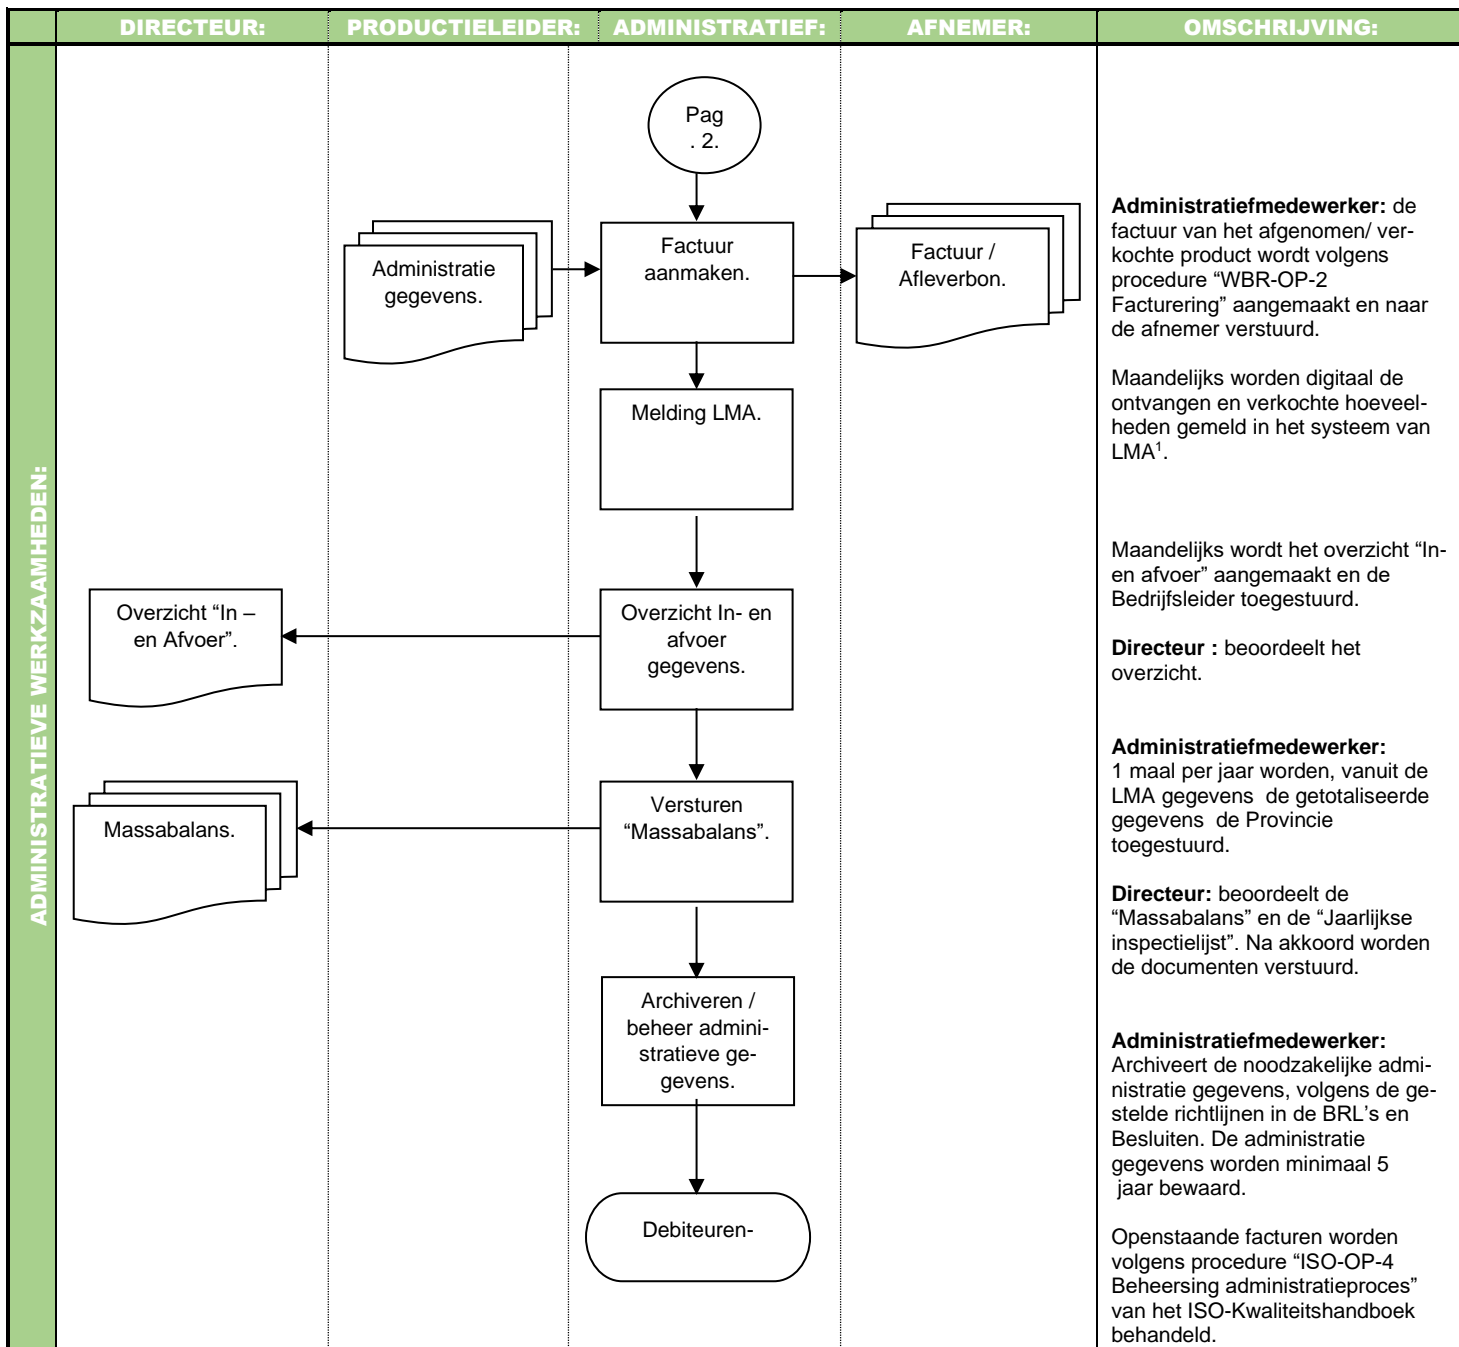 DIRECTEUR:
PRODUCTIELEIDER:
ADMINISTRATIEF:
AFNEMER:
OMSCHRIJVING:
ADMINISTRATIEVE WERKZAAMHEDEN:
Pag
. 2.
Administratie
gegevens.
Factuur
aanmaken.
Factuur /
Afleverbon.
Melding LMA.
Overzicht “In –
en Afvoer”.
Overzicht In- en
afvoer
gegevens.
Massabalans.
Versturen
“Massabalans”.
Archiveren /
beheer admini-
stratieve ge-
gevens.
Debiteuren-
Administratiefmedewerker: de
factuur van het afgenomen/ ver-
kochte product wordt volgens
procedure “WBR-OP-2
Facturering” aangemaakt en naar
de afnemer verstuurd.
Maandelijks worden digitaal de
ontvangen en verkochte hoeveel-
heden gemeld in het systeem van
LMA¹.
Maandelijks wordt het overzicht “In-
en afvoer” aangemaakt en de
Bedrijfsleider toegestuurd.
Directeur : beoordeelt het
overzicht.
Administratiefmedewerker:
1 maal per jaar worden, vanuit de
LMA gegevens  de getotaliseerde
gegevens  de Provincie
toegestuurd.
Directeur: beoordeelt de
“Massabalans” en de “Jaarlijkse
inspectielijst”. Na akkoord worden
de documenten verstuurd.
Administratiefmedewerker:
Archiveert de noodzakelijke admi-
nistratie gegevens, volgens de ge-
stelde richtlijnen in de BRL’s en
Besluiten. De administratie
gegevens worden minimaal 5
jaar bewaard.
Openstaande facturen worden
volgens procedure “ISO-OP-4
Beheersing administratieproces”
van het ISO-Kwaliteitshandboek
behandeld.